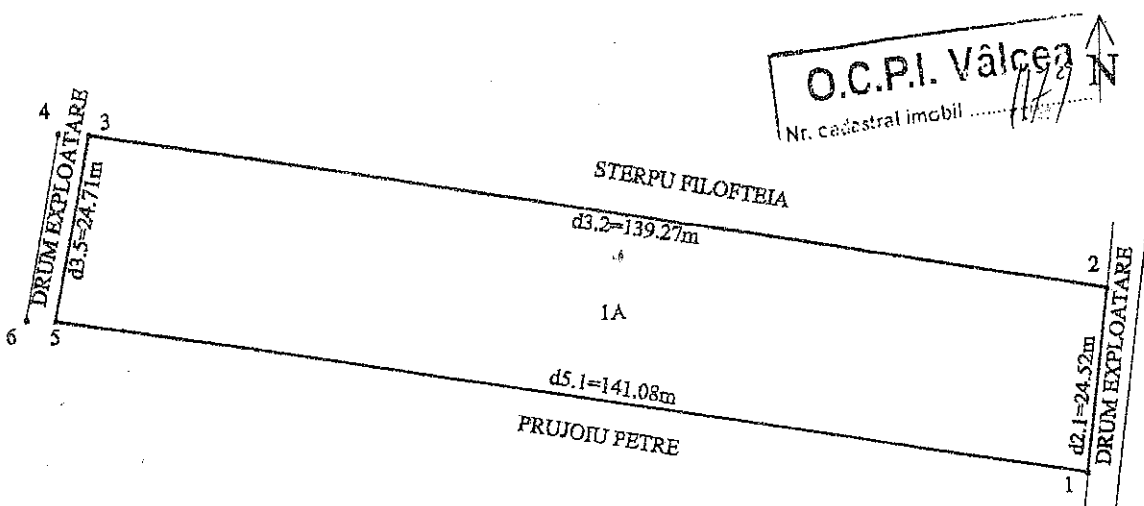 O.C.P.I. Vâlcea
N
Nr. cadastral imobil
4
3
DRUM EXPLOATARE
d3.5=24.71m
STERPU FILOFTEIA
d3.2=139.27m
2
1A
6
5
d5.1=141.08m
PRUJOIU PETRE
d2.1=24.52m
DRUM EXPLOATARE
1